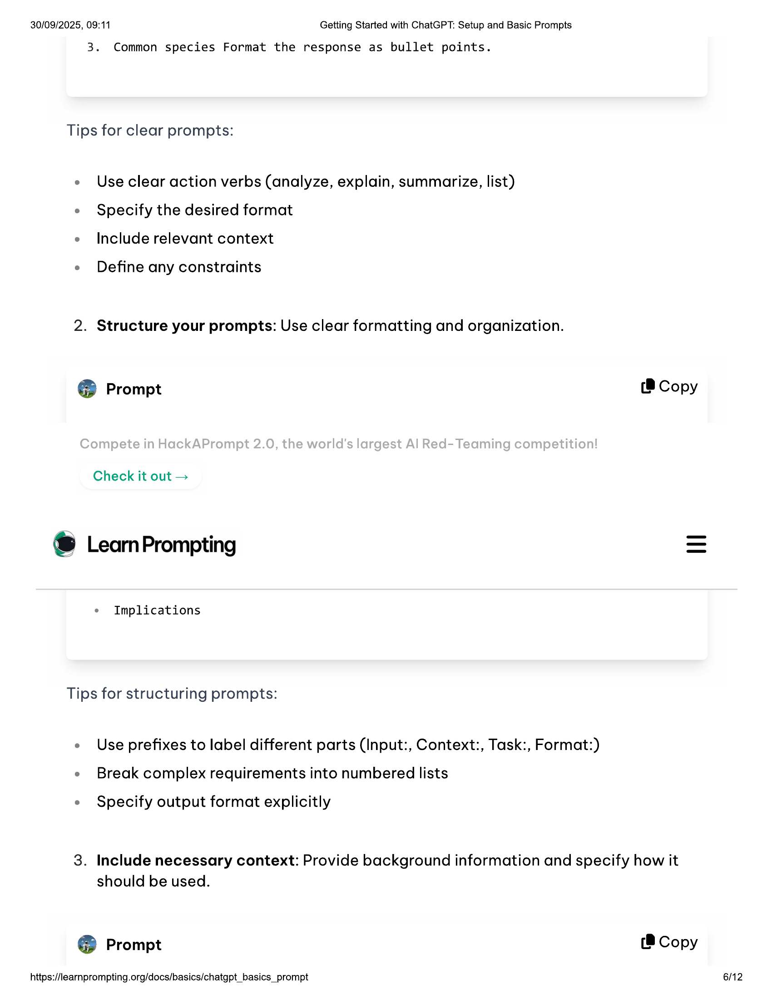 30/09/2025, 09:11
Getting Started with ChatGPT: Setup and Basic Prompts
3. Common species Format the response as bullet points.
Tips for clear prompts:
• Use clear action verbs (analyze, explain, summarize, list)
• Specify the desired format
• Include relevant context
• Define any constraints
2. Structure your prompts: Use clear formatting and organization.
Prompt
Copy
Compete in HackAPrompt 2.0, the world's largest AI Red-Teaming competition!
Check it out →
Learn Prompting
• Implications
Tips for structuring prompts:
• Use prefixes to label different parts (Input:, Context:, Task:, Format:)
• Break complex requirements into numbered lists
• Specify output format explicitly
3. Include necessary context: Provide background information and specify how it
should be used.
Prompt
Copy
https://learnprompting.org/docs/basics/chatgpt_basics_prompt
6/12